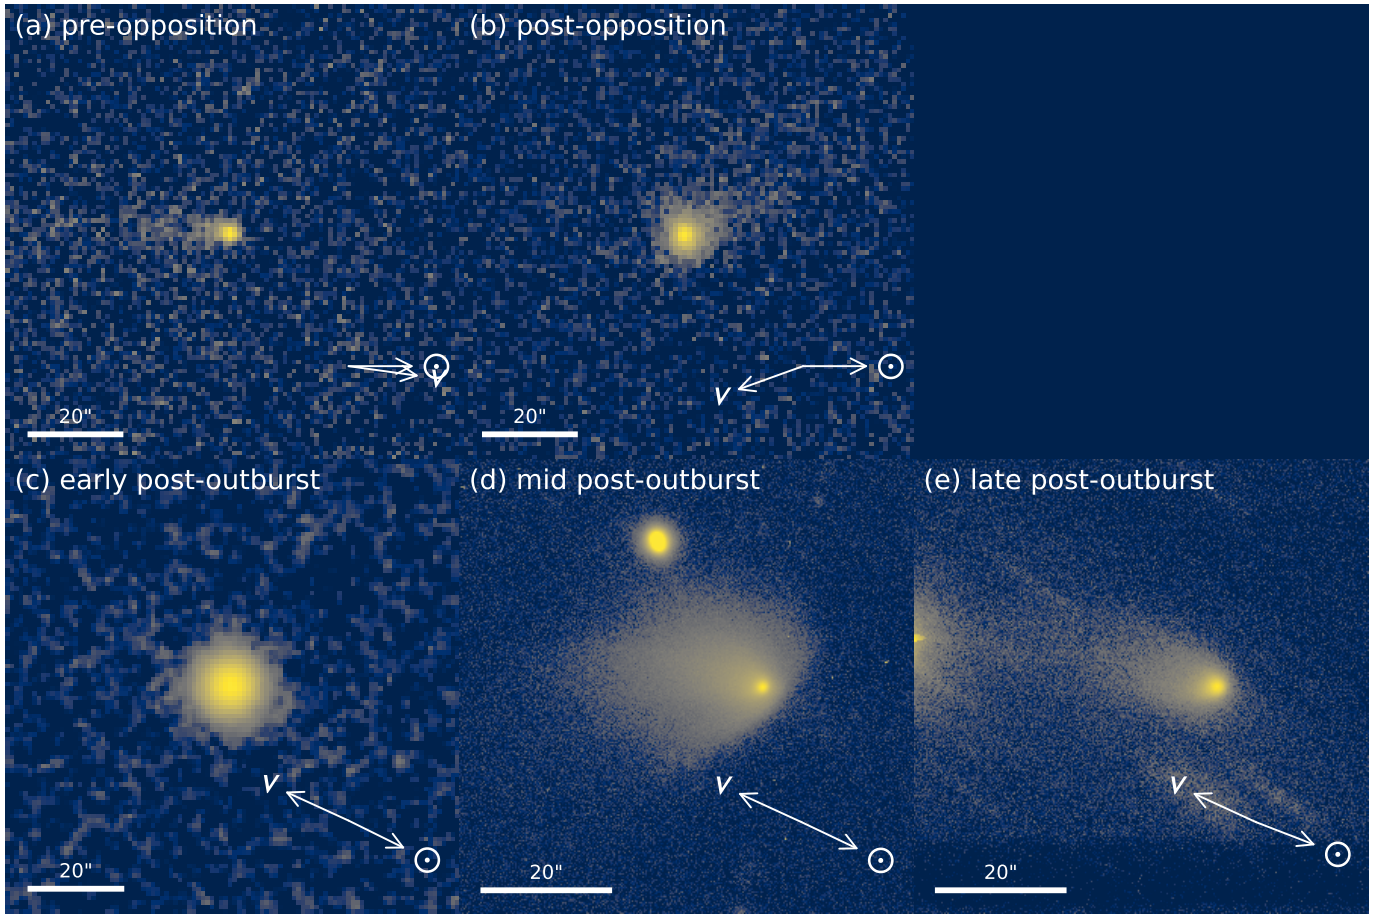 (a) pre-opposition
(b) post-opposition
v
20"
v
20"
(c) early post-outburst
(d) mid post-outburst
(e) late post-outburst
v
20"
v
20"
v
20"